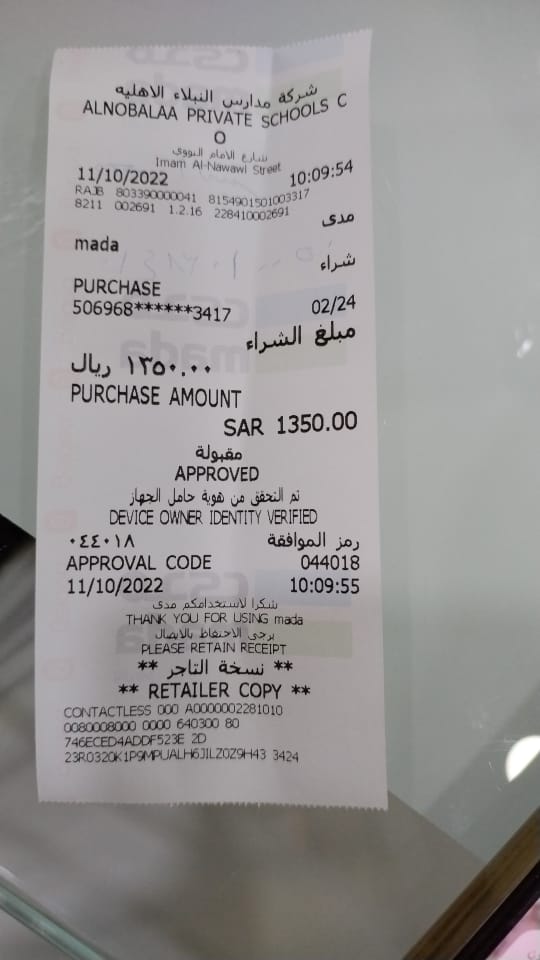 شركة مدارس النبلاء الاهليه
ALNOBALAA PRIVATE SCHOOLS C
O
شارع الامام النووي
Imam Al-Nawawi Street
11/10/2022 10:09:54
RAJB 803390000041 8154901501003317
8211 002691 1.2.16 228410002691
مدى
mada
شراء
PURCHASE
506968******3417 02/24
مبلغ الشراء
١٣٥٠.٠٠ ريال
PURCHASE AMOUNT
SAR 1350.00
مقبولة
APPROVED
تم التحقق من هوية حامل الجهاز
DEVICE OWNER IDENTITY VERIFIED
رمز الموافقة ٠٤٤٠١٨
APPROVAL CODE 044018
11/10/2022 10:09:55
شكرا لاستخدامكم مدى
THANK YOU FOR USING mada
يرجى الاحتفاظ بالايصال
PLEASE RETAIN RECEIPT
** نسخة التاجر **
** RETAILER COPY **
CONTACTLESS 000 A0000002281010
0080008000 0000 640300 80
746ECED4ADDF523E 2D
23R0320K1P9MPUALH6JILZ0Z9H43 3424